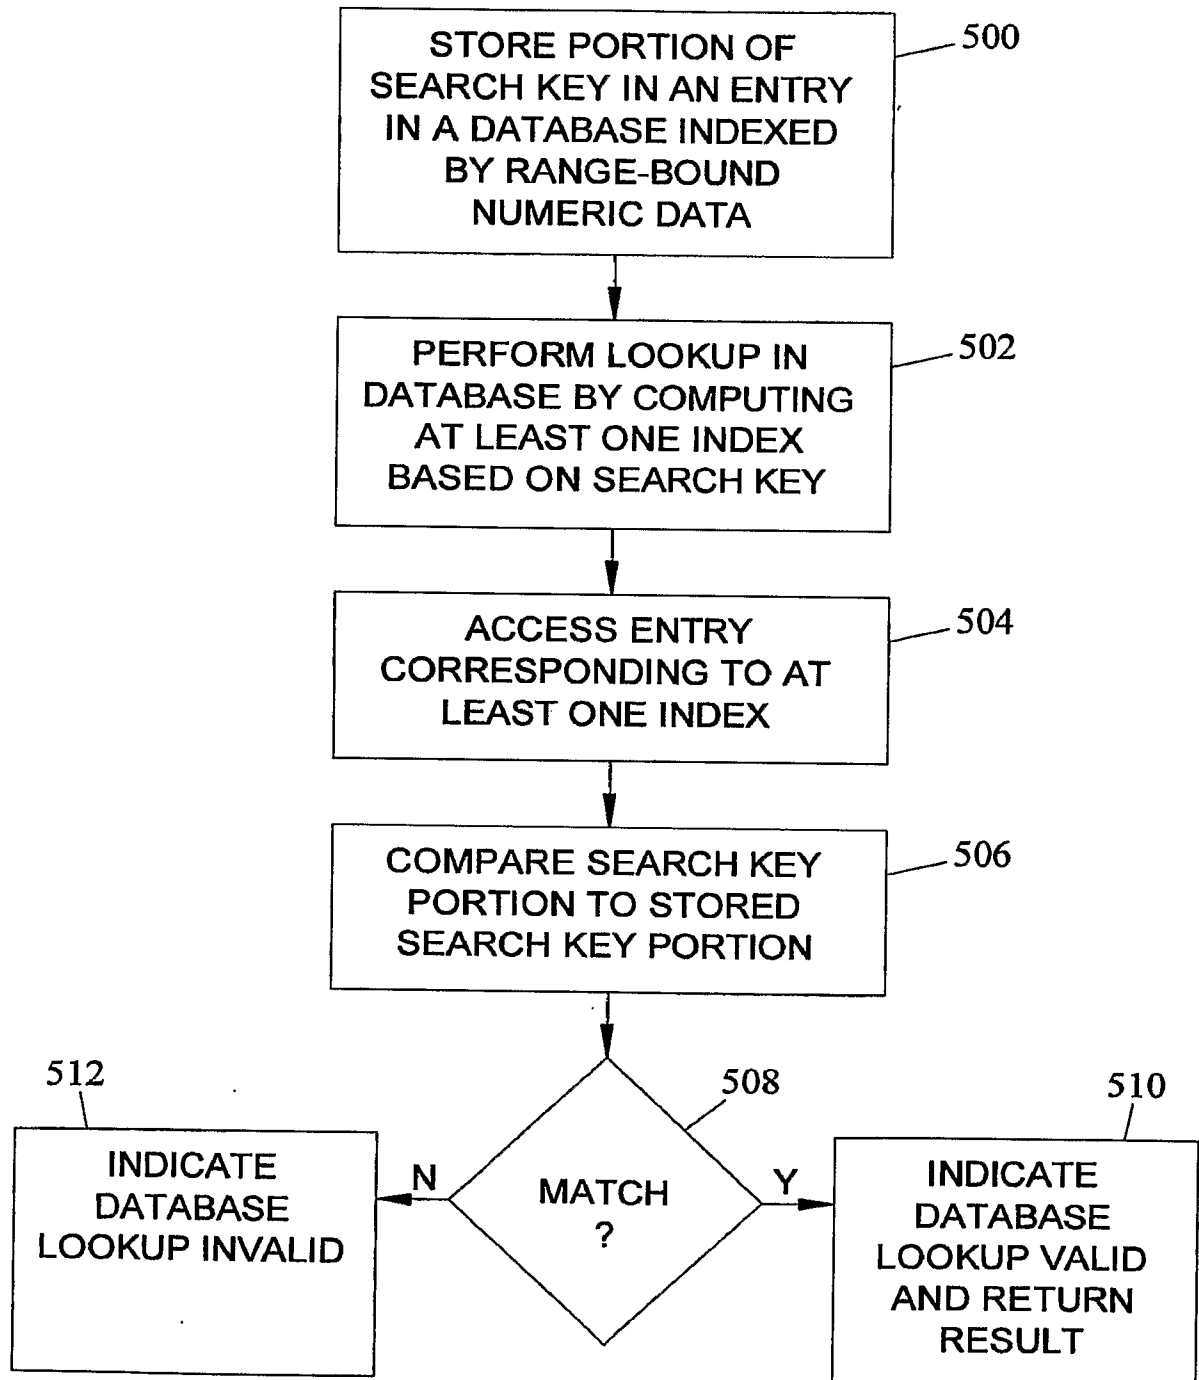 STORE PORTION OF
SEARCH KEY IN AN ENTRY
IN A DATABASE INDEXED
BY RANGE-BOUND
NUMERIC DATA
500
PERFORM LOOKUP IN
DATABASE BY COMPUTING
AT LEAST ONE INDEX
BASED ON SEARCH KEY
502
ACCESS ENTRY
CORRESPONDING TO AT
LEAST ONE INDEX
504
COMPARE SEARCH KEY
PORTION TO STORED
SEARCH KEY PORTION
506
MATCH
?
508
N
Y
512
INDICATE
DATABASE
LOOKUP INVALID
510
INDICATE
DATABASE
LOOKUP VALID
AND RETURN
RESULT